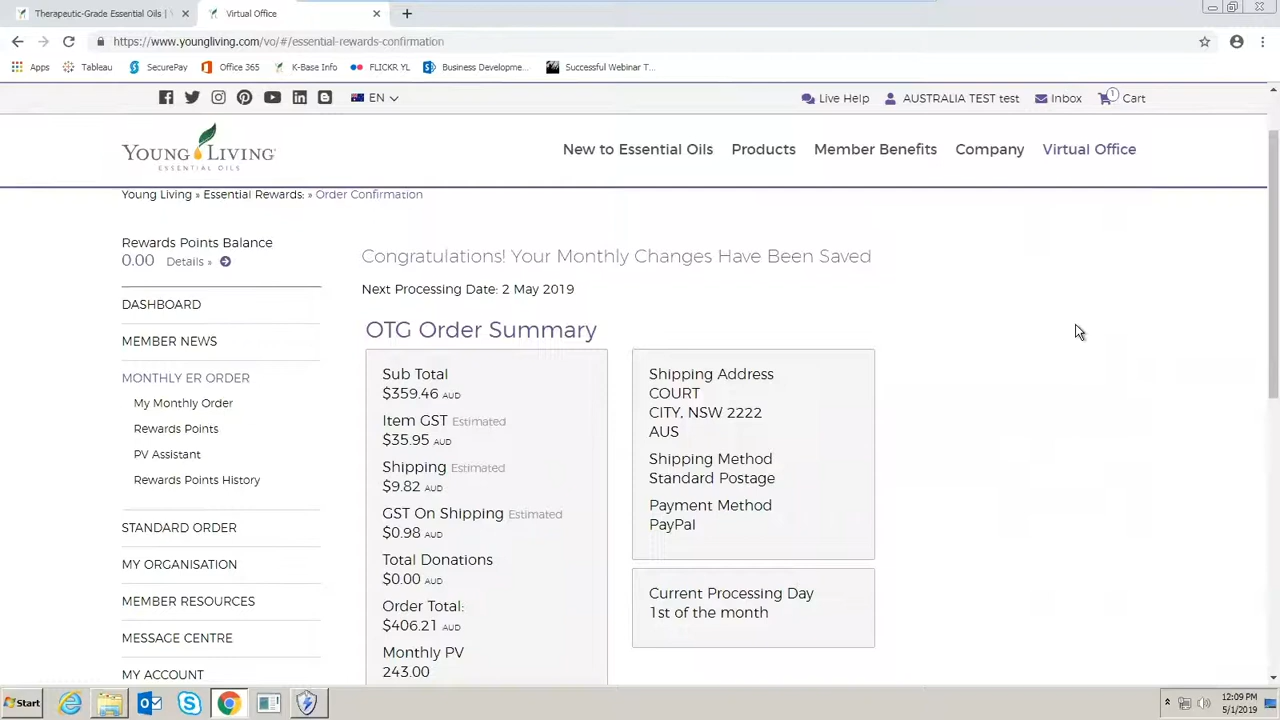 Therapeutic-Grade Essential Oils |
Virtual Office
https://www.youngliving.com/vo/#/essential-rewards-confirmation
Apps
Tableau
SecurePay
Office 365
K-Base Info
FLICKR YL
Business Developme...
Successful Webinar T...
EN
Live Help
AUSTRALIA TEST test
Inbox
1
Cart
YOUNG LIVING
ESSENTIAL OILS
New to Essential Oils
Products
Member Benefits
Company
Virtual Office
Young Living » Essential Rewards: » Order Confirmation
Rewards Points Balance
0.00 Details »
DASHBOARD
MEMBER NEWS
MONTHLY ER ORDER
My Monthly Order
Rewards Points
PV Assistant
Rewards Points History
STANDARD ORDER
MY ORGANISATION
MEMBER RESOURCES
MESSAGE CENTRE
MY ACCOUNT
Congratulations! Your Monthly Changes Have Been Saved
Next Processing Date: 2 May 2019
OTG Order Summary
Sub Total
$359.46 AUD
Item GST Estimated
$35.95 AUD
Shipping Estimated
$9.82 AUD
GST On Shipping Estimated
$0.98 AUD
Total Donations
$0.00 AUD
Order Total:
$406.21 AUD
Monthly PV
243.00
Shipping Address
COURT
CITY, NSW 2222
AUS
Shipping Method
Standard Postage
Payment Method
PayPal
Current Processing Day
1st of the month
Start
12:09 PM
5/1/2019